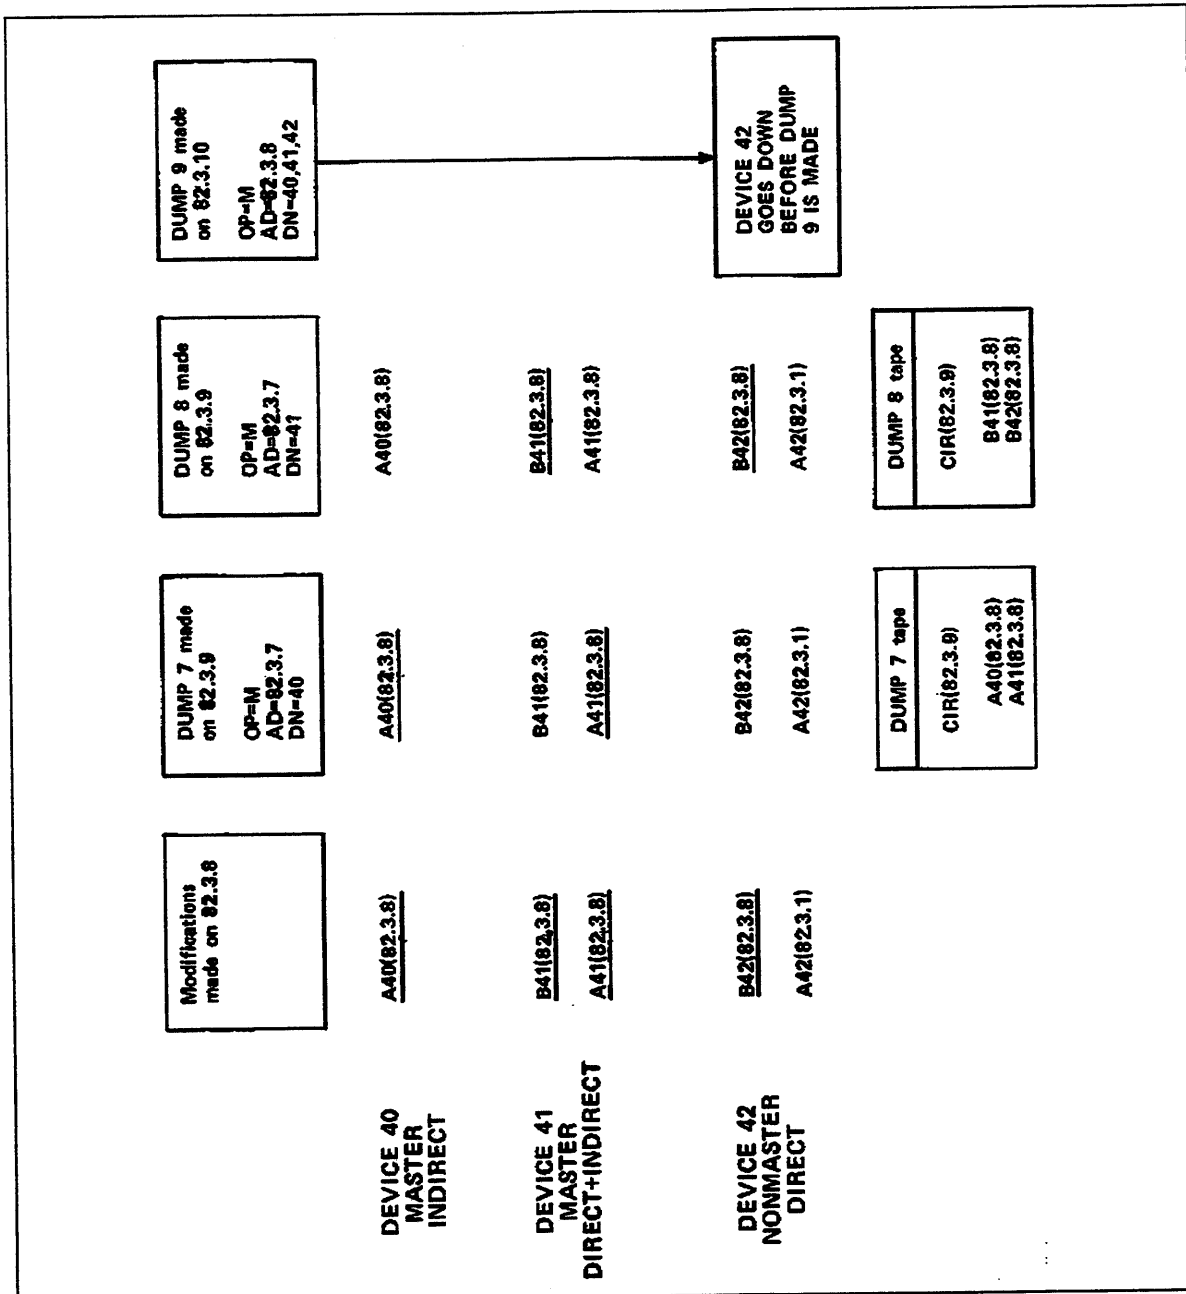 Modifications
made on 82.3.8
DUMP 7 made
on 82.3.9
OP=M
AD=82.3.7
DN=40
DUMP 8 made
on 82.3.9
OP=M
AD=82.3.7
DN=41
DUMP 9 made
on 82.3.10
OP=M
AD=82.3.8
DN=40,41,42
DEVICE 40
MASTER
INDIRECT
A40(82.3.8)
A40(82.3.8)
A40(82.3.8)
DEVICE 41
MASTER
DIRECT+INDIRECT
B41(82.3.8)
A41(82.3.8)
B41(82.3.8)
A41(82.3.8)
B41(82.3.8)
A41(82.3.8)
DEVICE 42
NONMASTER
DIRECT
B42(82.3.8)
A42(82.3.1)
B42(82.3.8)
A42(82.3.1)
B42(82.3.8)
A42(82.3.1)
DEVICE 42
GOES DOWN
BEFORE DUMP
9 IS MADE
DUMP 7 tape
CIR(82.3.9)
A40(82.3.8)
A41(82.3.8)
DUMP 8 tape
CIR(82.3.9)
B41(82.3.8)
B42(82.3.8)